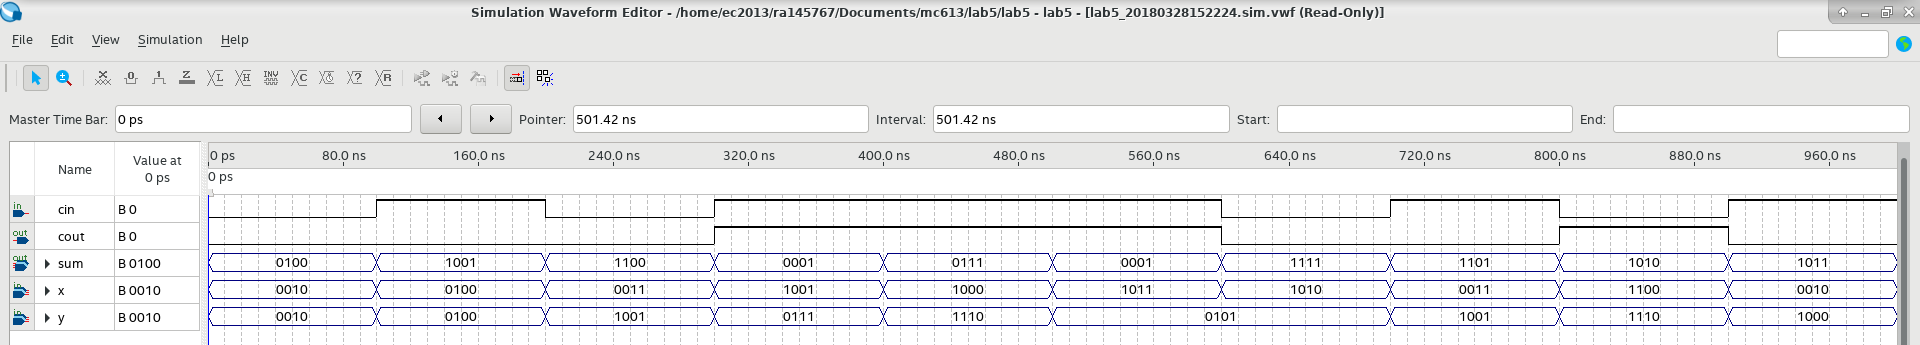 Simulation Waveform Editor - /home/ec2013/ra145767/Documents/mc613/lab5/lab5 - lab5 - [lab5_20180328152224.sim.vwf (Read-Only)]
File Edit View Simulation Help
Master Time Bar: 0 ps Pointer: 501.42 ns Interval: 501.42 ns Start: End:
Name Value at 0 ps
0 ps 80.0 ns 160.0 ns 240.0 ns 320.0 ns 400.0 ns 480.0 ns 560.0 ns 640.0 ns 720.0 ns 800.0 ns 880.0 ns 960.0 ns
0 ps
in cin B 0
out cout B 0
out sum B 0100 0100 1001 1100 0001 0111 0001 1111 1101 1010 1011
in x B 0010 0010 0100 0011 1001 1000 1011 1010 0011 1100 0010
in y B 0010 0010 0100 1001 0111 1110 0101 1001 1110 1000